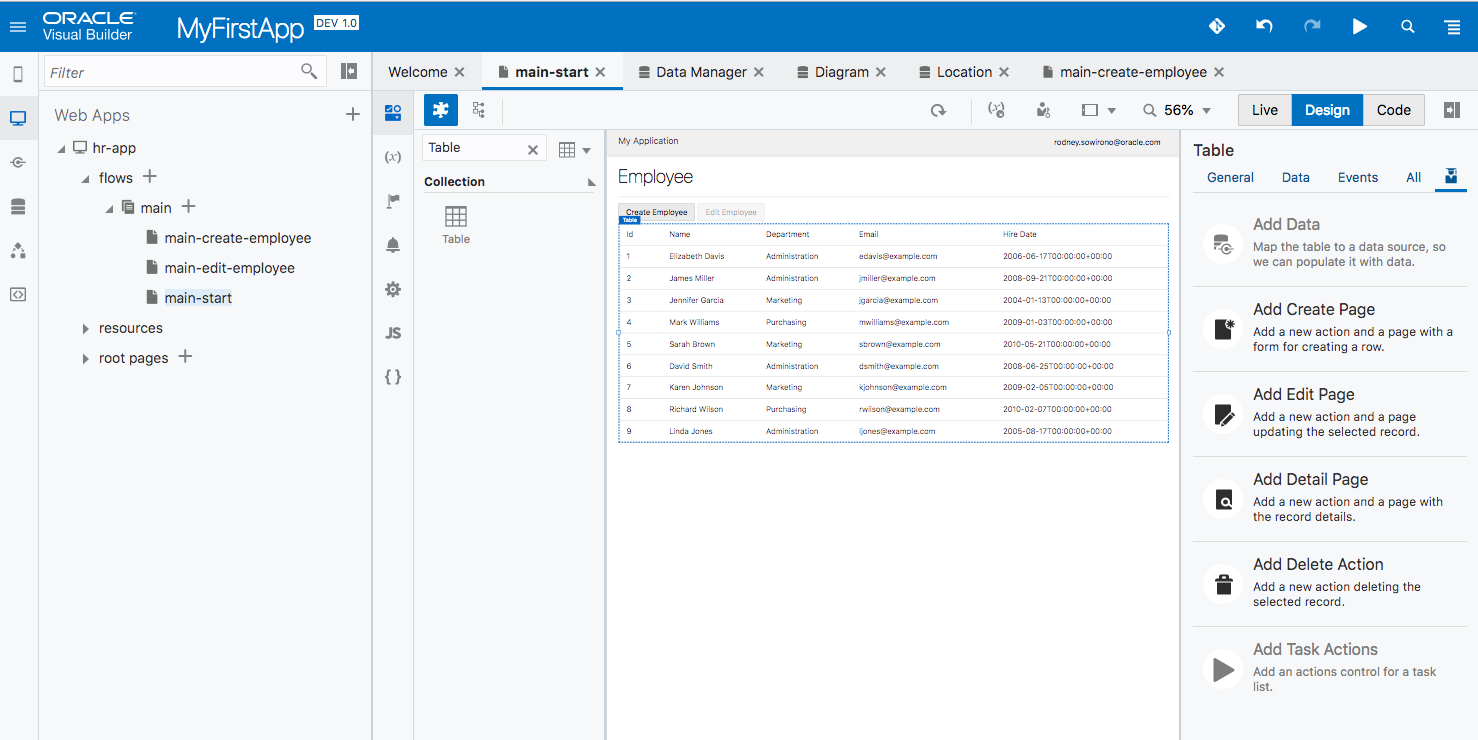 ORACLE
Visual Builder
MyFirstApp DEV 1.0
Filter
Welcome
main-start
Data Manager
Diagram
Location
main-create-employee
Web Apps
hr-app
flows
main
main-create-employee
main-edit-employee
main-start
resources
root pages
(x)
JS
{ }
56%
Live
Design
Code
Table
Collection
Table
My Application
rodney.sowirono@oracle.com
Employee
Create Employee
Edit Employee
Table
Id Name Department Email Hire Date
1 Elizabeth Davis Administration edavis@example.com 2006-06-17T00:00:00+00:00
2 James Miller Administration jmiller@example.com 2008-09-21T00:00:00+00:00
3 Jennifer Garcia Marketing jgarcia@example.com 2004-01-13T00:00:00+00:00
4 Mark Williams Purchasing mwilliams@example.com 2009-01-03T00:00:00+00:00
5 Sarah Brown Marketing sbrown@example.com 2010-05-21T00:00:00+00:00
6 David Smith Administration dsmith@example.com 2008-06-25T00:00:00+00:00
7 Karen Johnson Marketing kjohnson@example.com 2009-02-05T00:00:00+00:00
8 Richard Wilson Purchasing rwilson@example.com 2010-02-07T00:00:00+00:00
9 Linda Jones Administration ljones@example.com 2005-08-17T00:00:00+00:00
Table
General Data Events All
Add Data
Map the table to a data source, so
we can populate it with data.
Add Create Page
Add a new action and a page with a
form for creating a row.
Add Edit Page
Add a new action and a page
updating the selected record.
Add Detail Page
Add a new action and a page with
the record details.
Add Delete Action
Add a new action deleting the
selected record.
Add Task Actions
Add an actions control for a task
list.